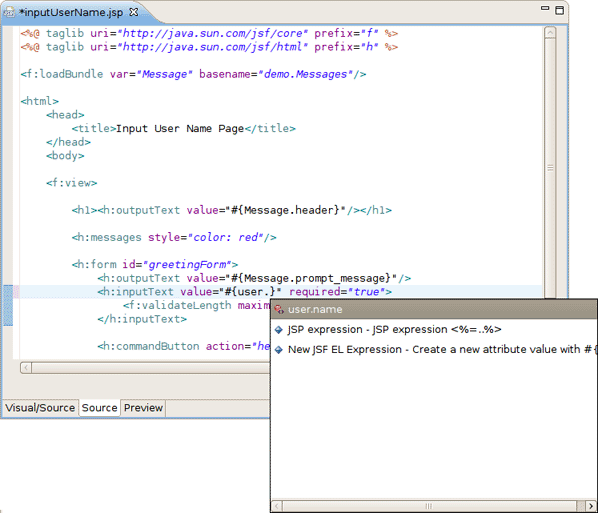 *inputUserName.jsp
<%@ taglib uri="http://java.sun.com/jsf/core" prefix="f" %>
<%@ taglib uri="http://java.sun.com/jsf/html" prefix="h" %>
<f:loadBundle var="Message" basename="demo.Messages"/>
<html>
<head>
<title>Input User Name Page</title>
</head>
<body>
<f:view>
<h1><h:outputText value="#{Message.header}"/></h1>
<h:messages style="color: red"/>
<h:form id="greetingForm">
<h:outputText value="#{Message.prompt_message}"/>
<h:inputText value="#{user.}" required="true">
<f:validateLength maxim
</h:inputText>
<h:commandButton action="he
user.name
JSP expression - JSP expression <%=..%>
New JSF EL Expression - Create a new attribute value with #{
Visual/Source Source Preview